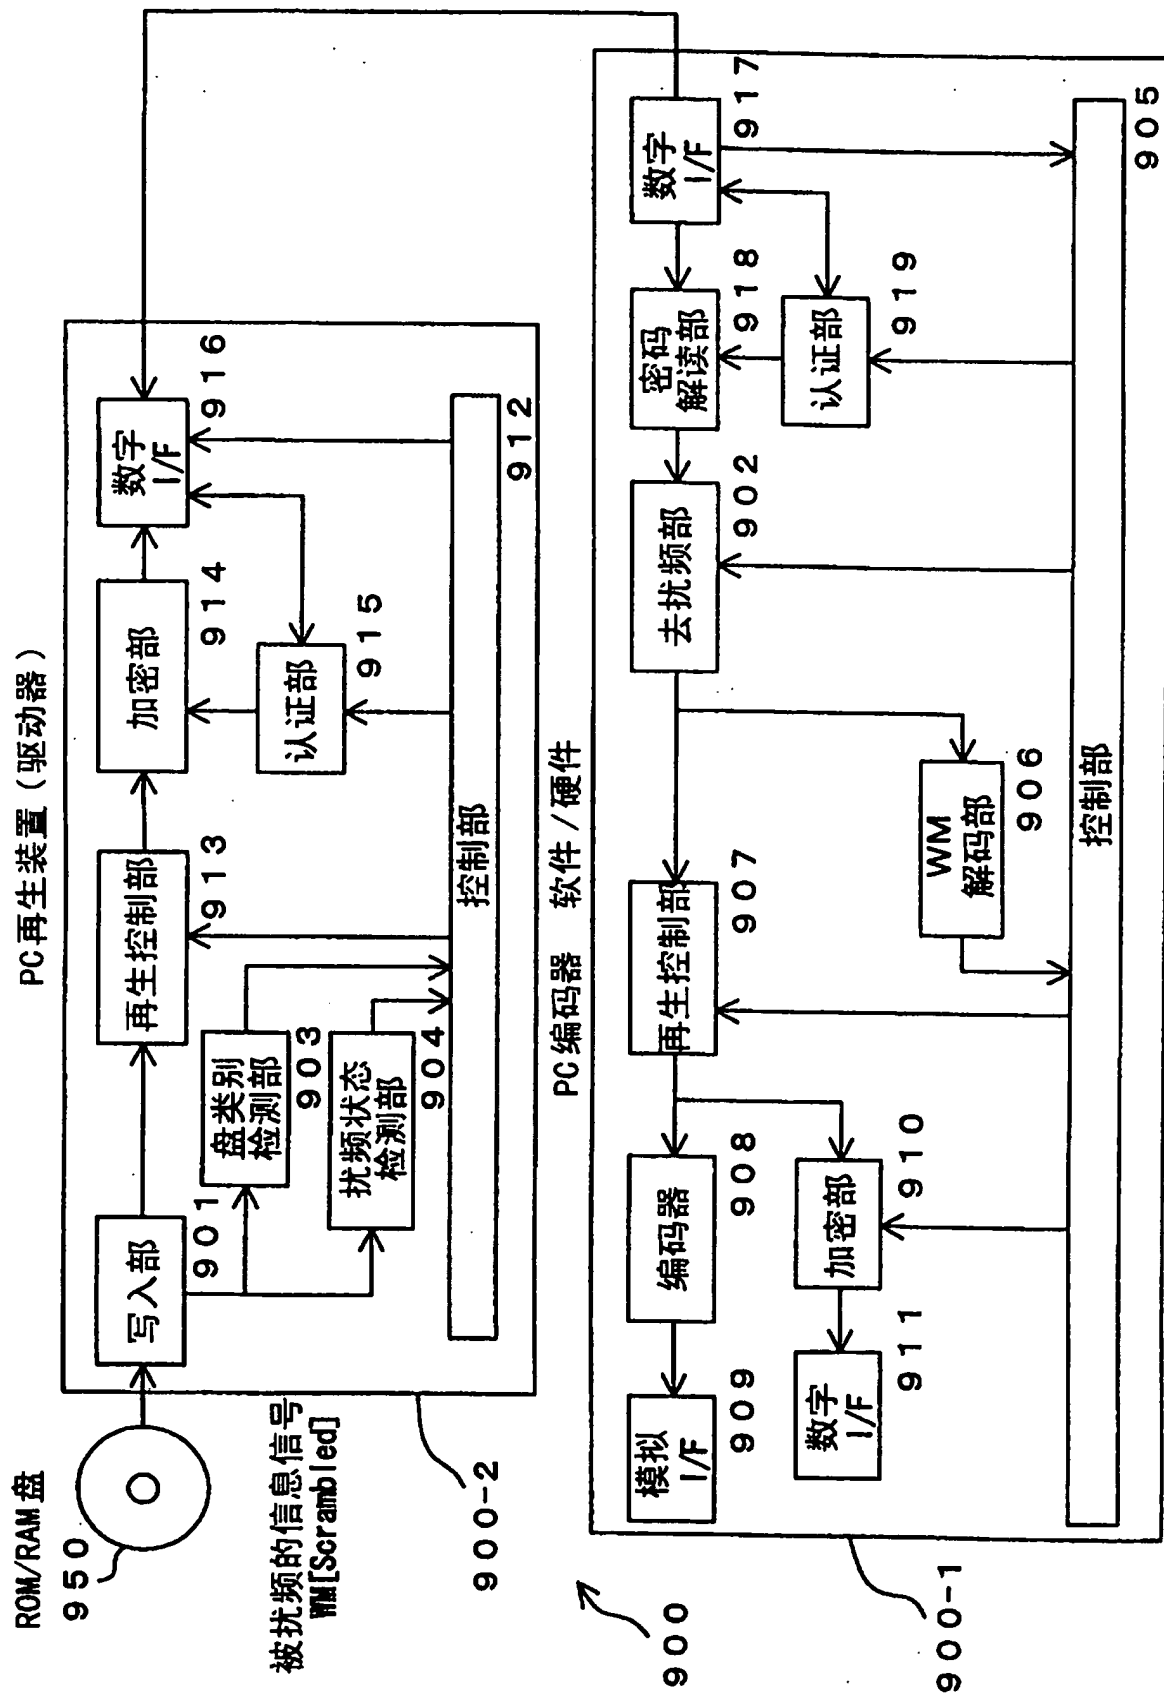 PC再生装置(驱动器)
ROM/RAM盘
950
写入部
901
再生控制部
913
加密部
914
数字
I/F
916
盘类别
检测部
903
扰频状态
检测部
904
认证部
915
控制部
912
被扰频的信息信号
WM[Scrambled]
900-2
PC编码器 软件/硬件
900
模拟
I/F
909
编码器
908
再生控制部
907
去扰频部
902
密码
解读部
918
数字
I/F
917
数字
I/F
911
加密部
910
认证部
919
WM
解码部
906
控制部
905
900-1